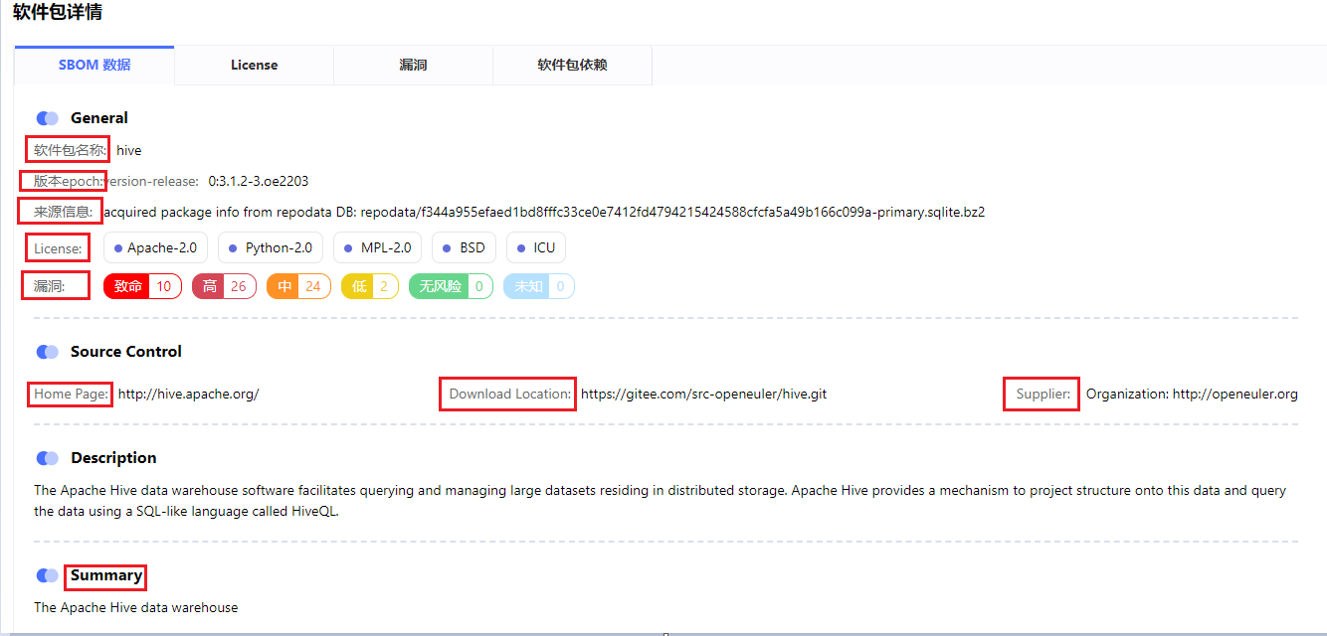 软件包详情
SBOM 数据 License 漏洞 软件包依赖
General
软件包名称: hive
版本epoch:version-release: 0:3.1.2-3.oe2203
来源信息: acquired package info from repodata DB: repodata/f344a955efaed1bd8fffc33ce0e7412fd4794215424588cfcfa5a49b166c099a-primary.sqlite.bz2
License: Apache-2.0 Python-2.0 MPL-2.0 BSD ICU
漏洞: 致命 10 高 26 中 24 低 2 无风险 0 未知 0
Source Control
Home Page: http://hive.apache.org/ Download Location: https://gitee.com/src-openeuler/hive.git Supplier: Organization: http://openeuler.org
Description
The Apache Hive data warehouse software facilitates querying and managing large datasets residing in distributed storage. Apache Hive provides a mechanism to project structure onto this data and query
the data using a SQL-like language called HiveQL.
Summary
The Apache Hive data warehouse